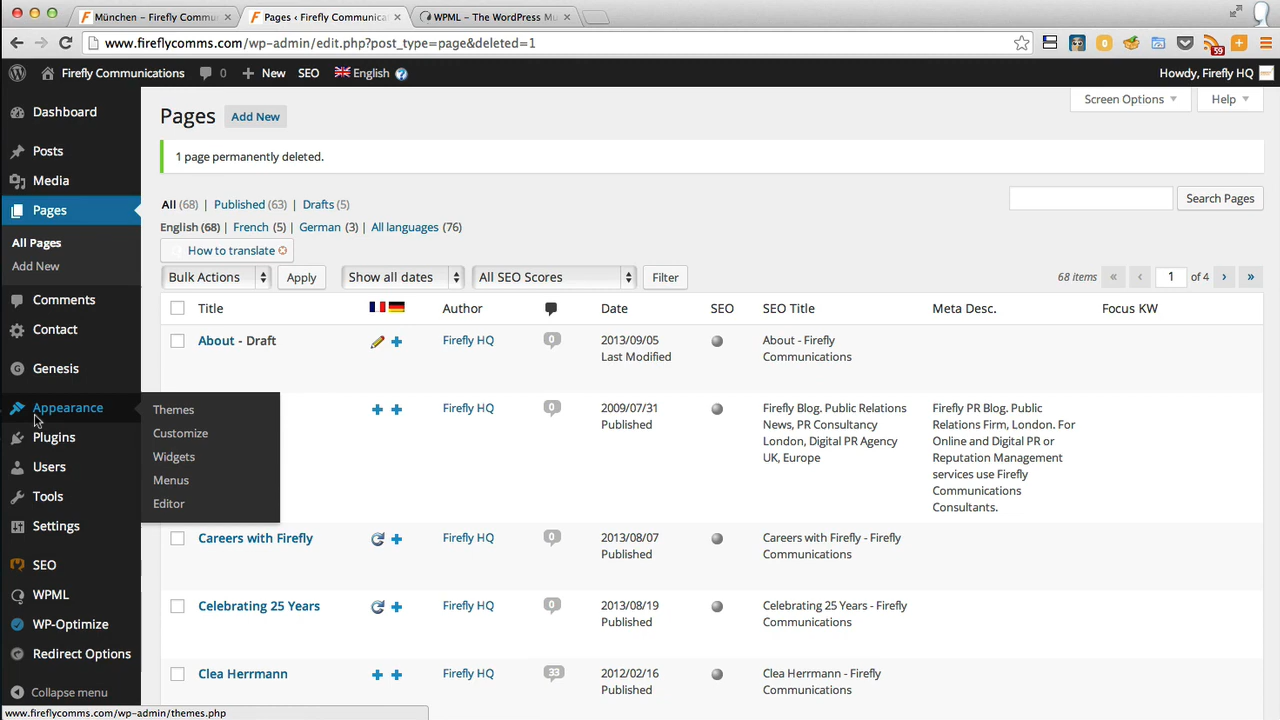 München – Firefly Commu
Pages ‹ Firefly Communica
WPML – The WordPress Mu
www.fireflycomms.com/wp-admin/edit.php?post_type=page&deleted=1
59
Firefly Communications
0
New
SEO
English
Howdy, Firefly HQ
Dashboard
Posts
Media
Pages
All Pages
Add New
Comments
Contact
Genesis
Appearance
Plugins
Users
Tools
Settings
SEO
WPML
WP-Optimize
Redirect Options
Collapse menu
Themes
Customize
Widgets
Menus
Editor
Screen Options
Help
Pages
Add New
1 page permanently deleted.
All (68) | Published (63) | Drafts (5)
Search Pages
English (68) | French (5) | German (3) | All languages (76)
How to translate
Bulk Actions
Apply
Show all dates
All SEO Scores
Filter
68 items « ‹ 1 of 4 › »
Title
Author
Date
SEO
SEO Title
Meta Desc.
Focus KW
About - Draft
Firefly HQ
0
2013/09/05
Last Modified
About - Firefly
Communications
Firefly HQ
0
2009/07/31
Published
Firefly Blog. Public Relations
News, PR Consultancy
London, Digital PR Agency
UK, Europe
Firefly PR Blog. Public
Relations Firm, London. For
Online and Digital PR or
Reputation Management
services use Firefly
Communications
Consultants.
Careers with Firefly
Firefly HQ
0
2013/08/07
Published
Careers with Firefly - Firefly
Communications
Celebrating 25 Years
Firefly HQ
0
2013/08/19
Published
Celebrating 25 Years - Firefly
Communications
Clea Herrmann
Firefly HQ
33
2012/02/16
Published
Clea Herrmann - Firefly
Communications
www.fireflycomms.com/wp-admin/themes.php